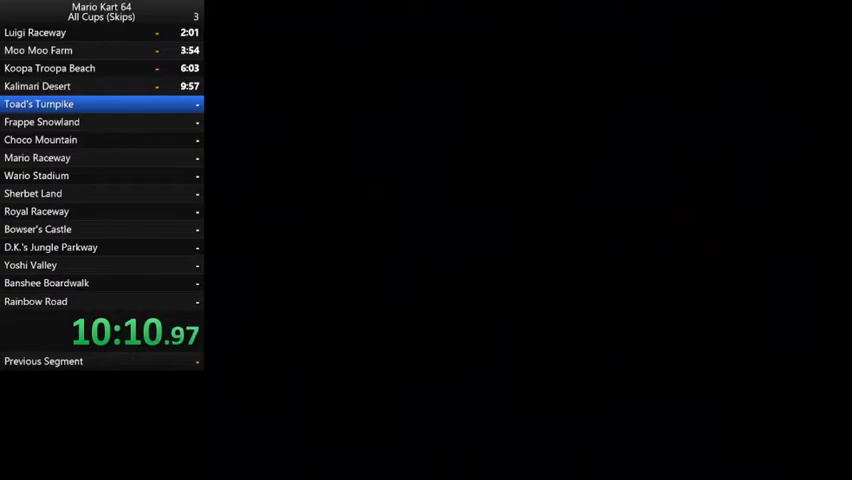 Mario Kart 64
All Cups (Skips) 3
Luigi Raceway - 2:01
Moo Moo Farm - 3:54
Koopa Troopa Beach - 6:03
Kalimari Desert - 9:57
Toad's Turnpike -
Frappe Snowland -
Choco Mountain -
Mario Raceway -
Wario Stadium -
Sherbet Land -
Royal Raceway -
Bowser's Castle -
D.K.'s Jungle Parkway -
Yoshi Valley -
Banshee Boardwalk -
Rainbow Road -
10:10.97
Previous Segment -